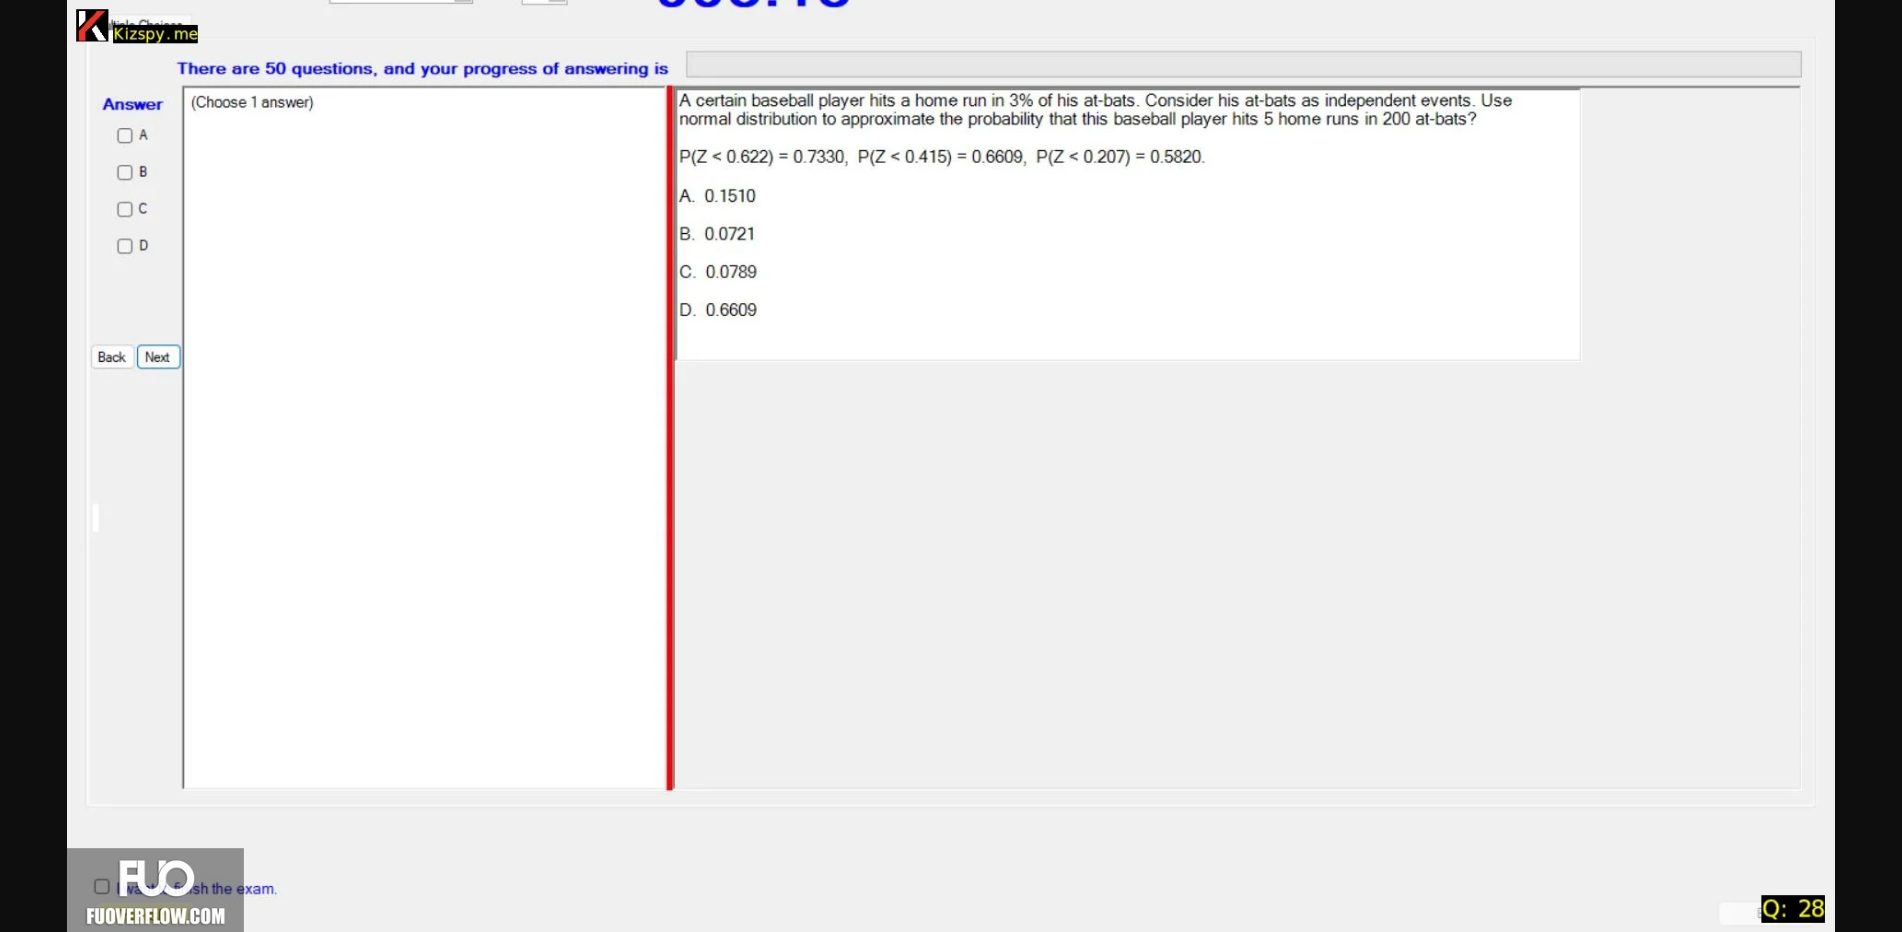 Kizspy.me
There are 50 questions, and your progress of answering is
Answer
(Choose 1 answer)
A
B
C
D
Back Next
A certain baseball player hits a home run in 3% of his at-bats. Consider his at-bats as independent events. Use
normal distribution to approximate the probability that this baseball player hits 5 home runs in 200 at-bats?
P(Z < 0.622) = 0.7330, P(Z < 0.415) = 0.6609, P(Z < 0.207) = 0.5820.
A. 0.1510
B. 0.0721
C. 0.0789
D. 0.6609
FUO
the exam.
FUOVERFLOW.COM
Q: 28